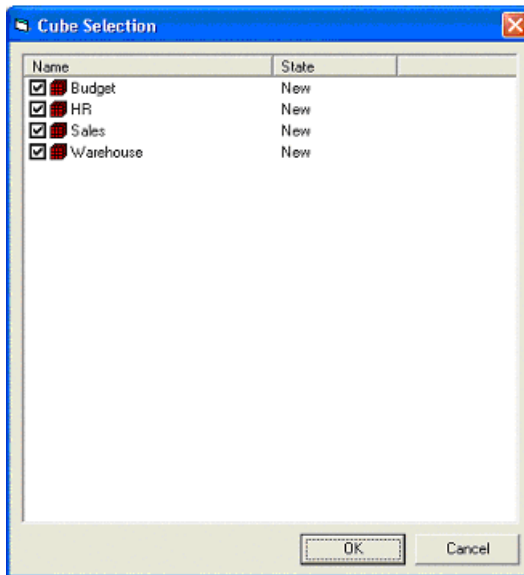 Cube Selection
Name State
Budget New
HR New
Sales New
Warehouse New
OK Cancel